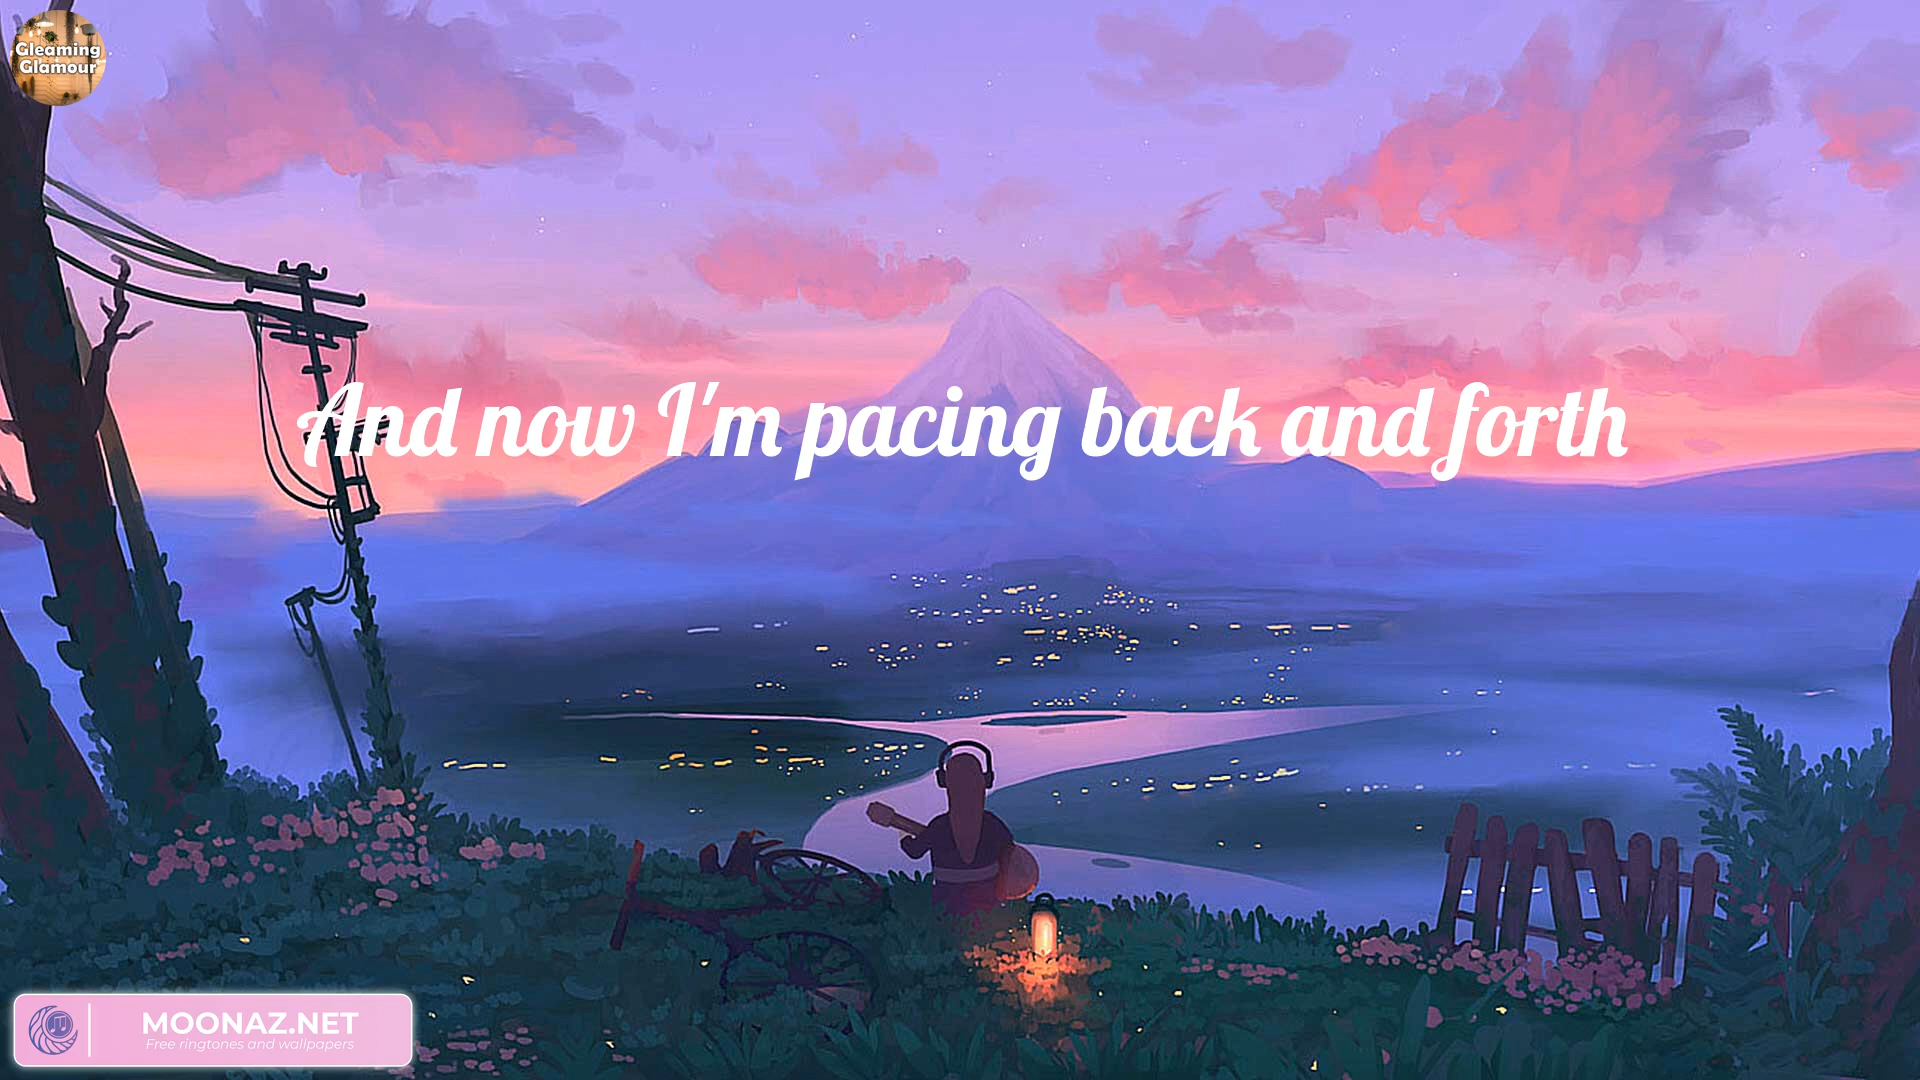 Gleaming
Glamour
And now I'm pacing back and forth
MOONAZ.NET
Free ringtones and wallpapers